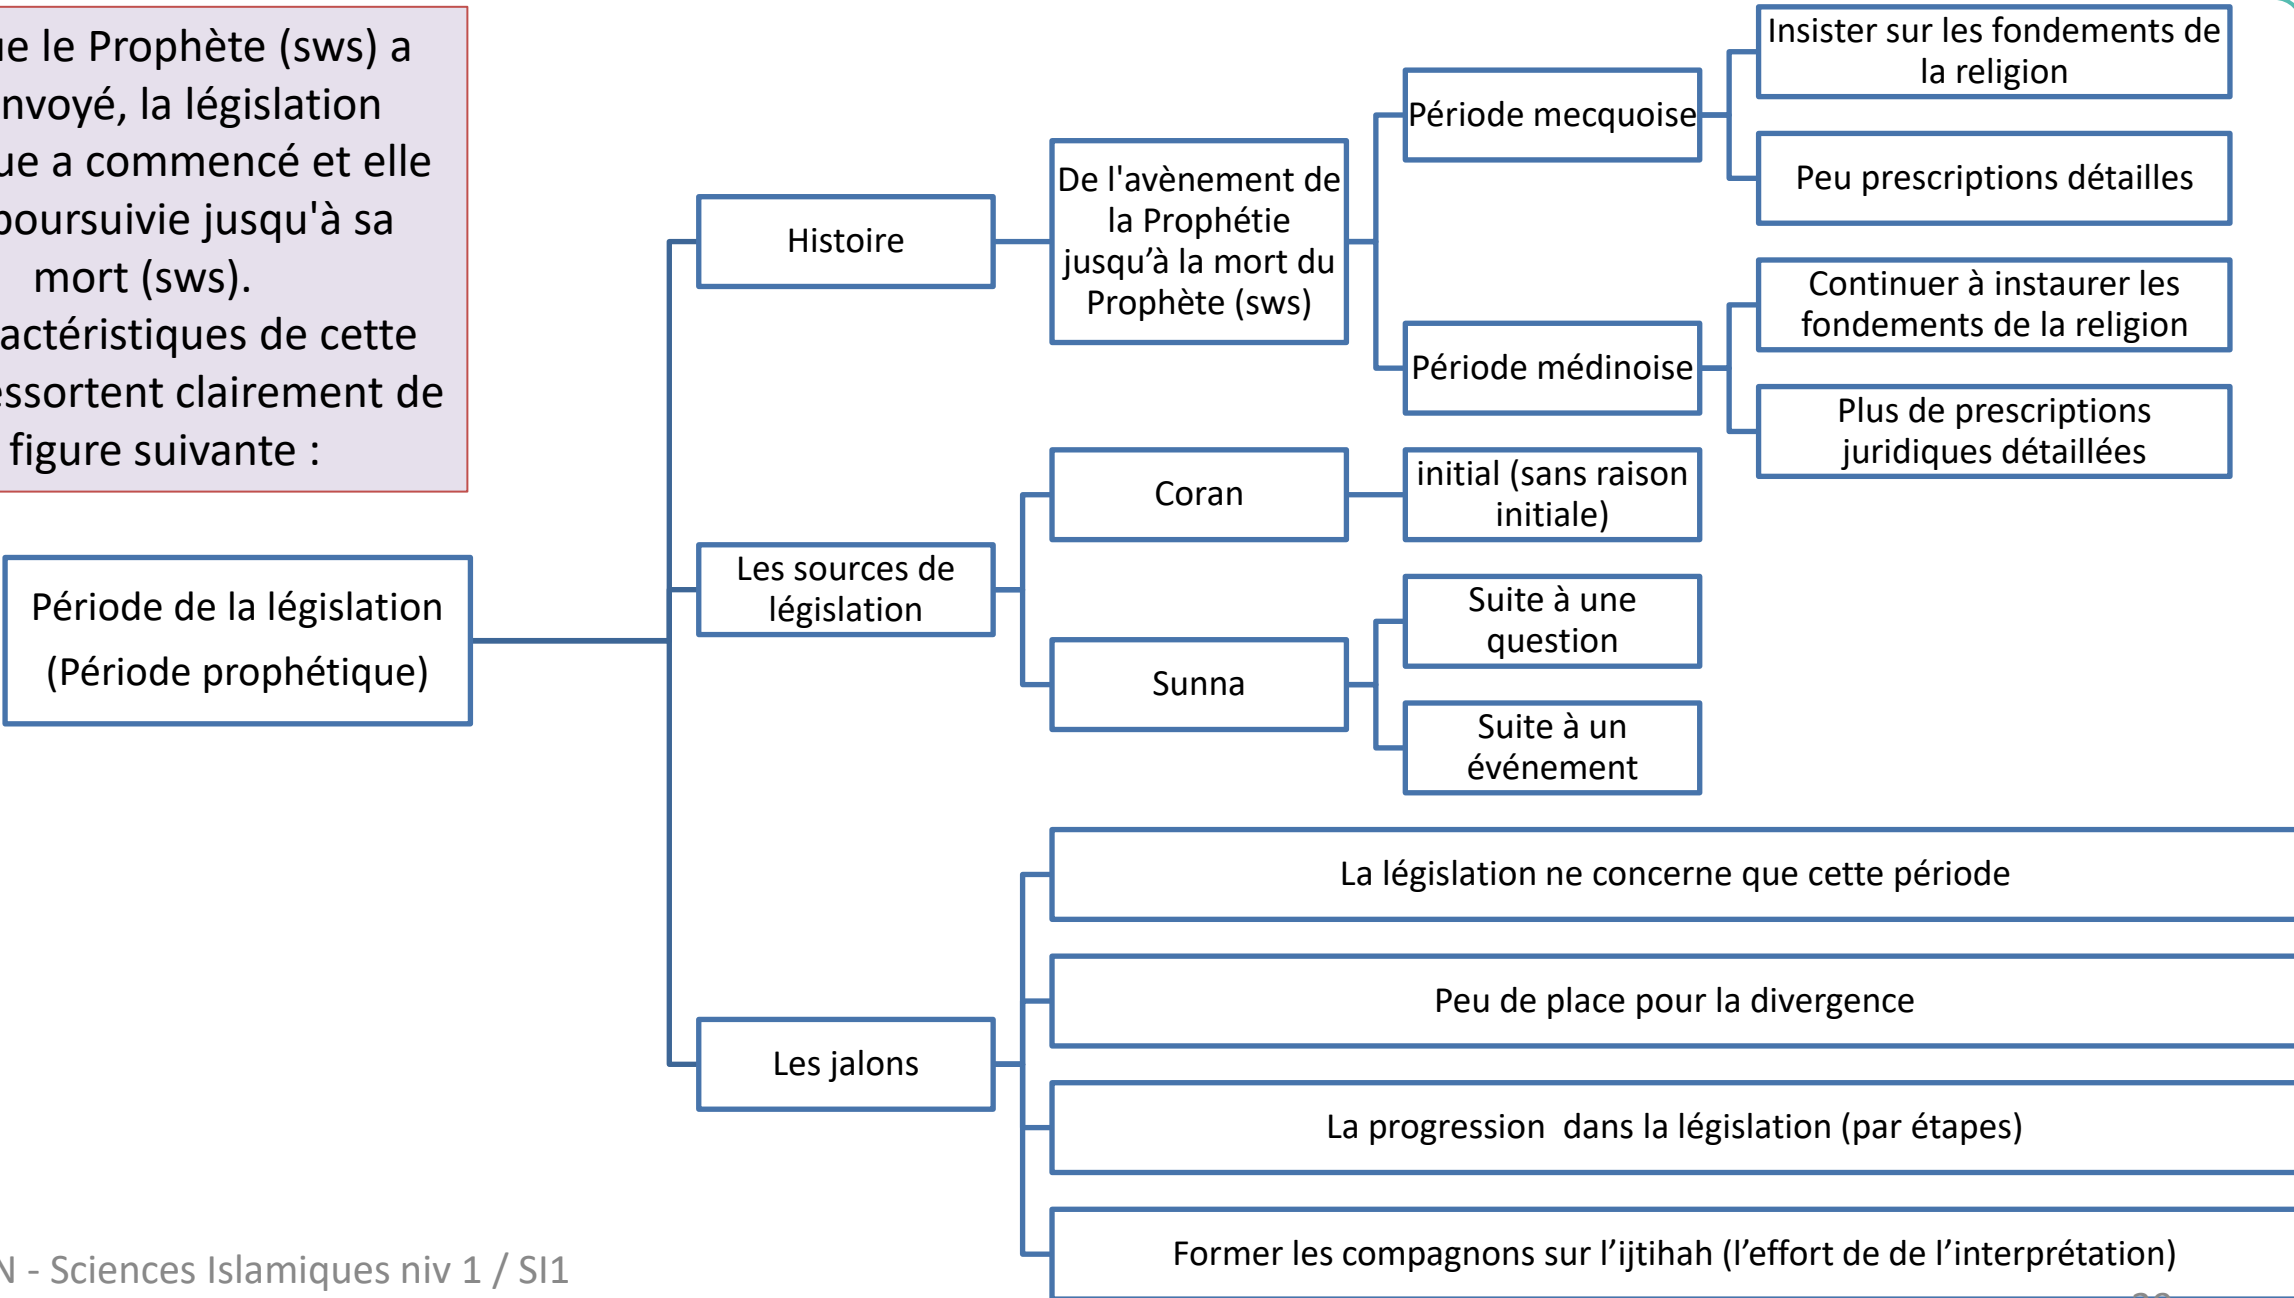 ue le Prophète (sws) a
nvoyé, la législation
ue a commencé et elle
poursuivie jusqu'à sa
mort (sws).
actéristiques de cette
essortent clairement de
figure suivante :
Période de la législation
(Période prophétique)
Histoire
De l'avènement de
la Prophétie
jusqu’à la mort du
Prophète (sws)
Période mecquoise
Insister sur les fondements de
la religion
Peu prescriptions détailles
Période médinoise
Continuer à instaurer les
fondements de la religion
Plus de prescriptions
juridiques détaillées
Les sources de
législation
Coran
initial (sans raison
initiale)
Sunna
Suite à une
question
Suite à un
événement
Les jalons
La législation ne concerne que cette période
Peu de place pour la divergence
La progression  dans la législation (par étapes)
Former les compagnons sur l’ijtihah (l’effort de de l’interprétation)
N - Sciences Islamiques niv 1 / SI1